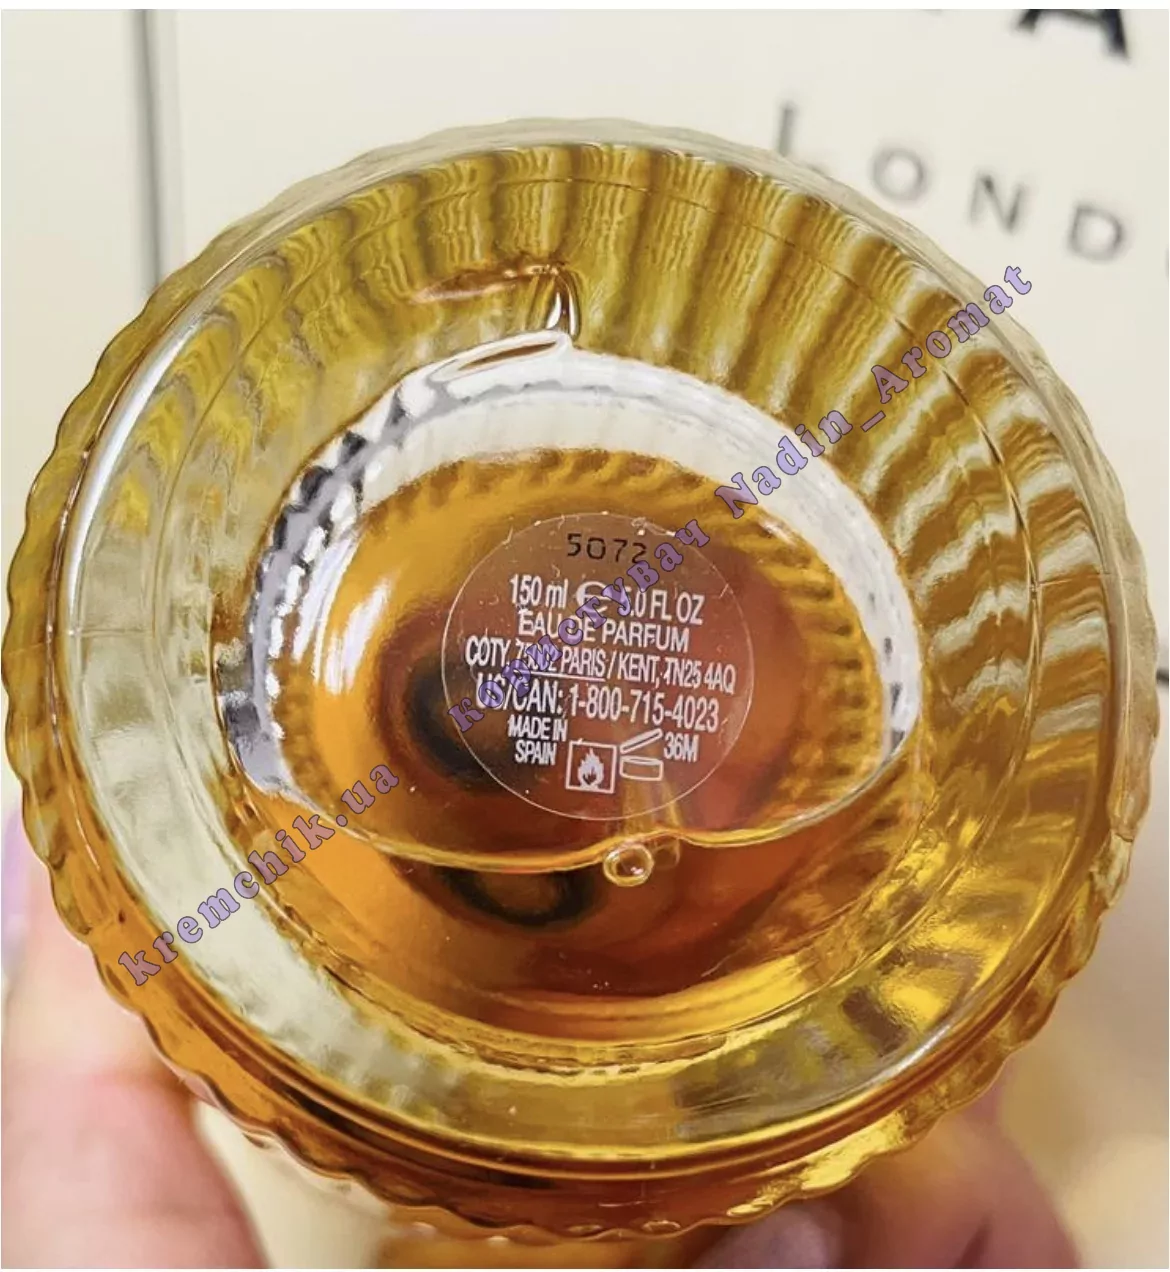 A
LOND
5072
150 ml ℮ 5.0 FL OZ
EAU DE PARFUM
COTY, 75002 PARIS / KENT, TN25 4AQ
US/CAN: 1-800-715-4023
MADE IN
SPAIN
36M
kremchik.ua
користувач Nadin_Aromat